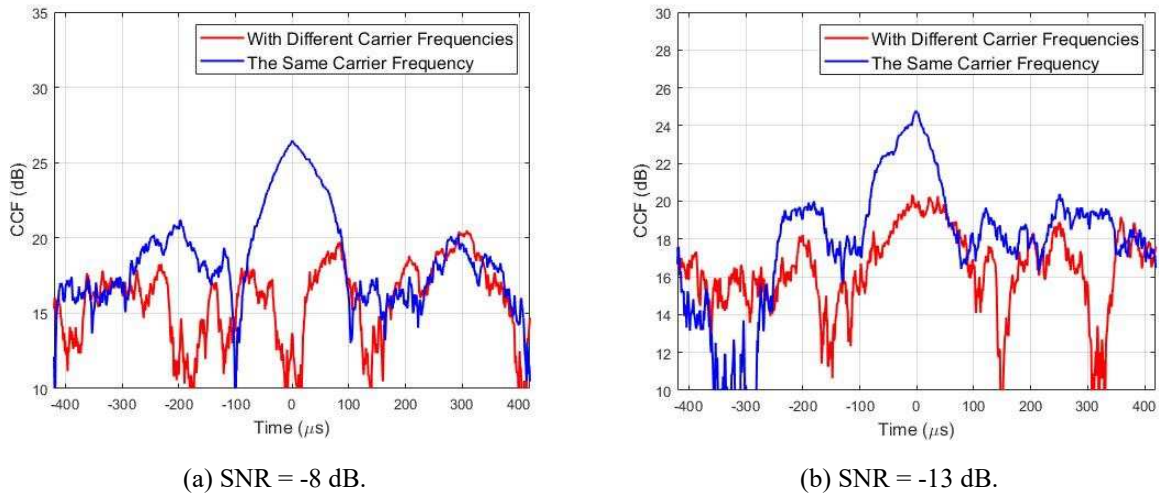 35
30
25
20
15
10
CCF (dB)
With Different Carrier Frequencies
The Same Carrier Frequency
-400 -300 -200 -100 0 100 200 300 400
Time (μs)
(a) SNR = -8 dB.
30
28
26
24
22
20
18
16
14
12
10
CCF (dB)
With Different Carrier Frequencies
The Same Carrier Frequency
-400 -300 -200 -100 0 100 200 300 400
Time (μs)
(b) SNR = -13 dB.